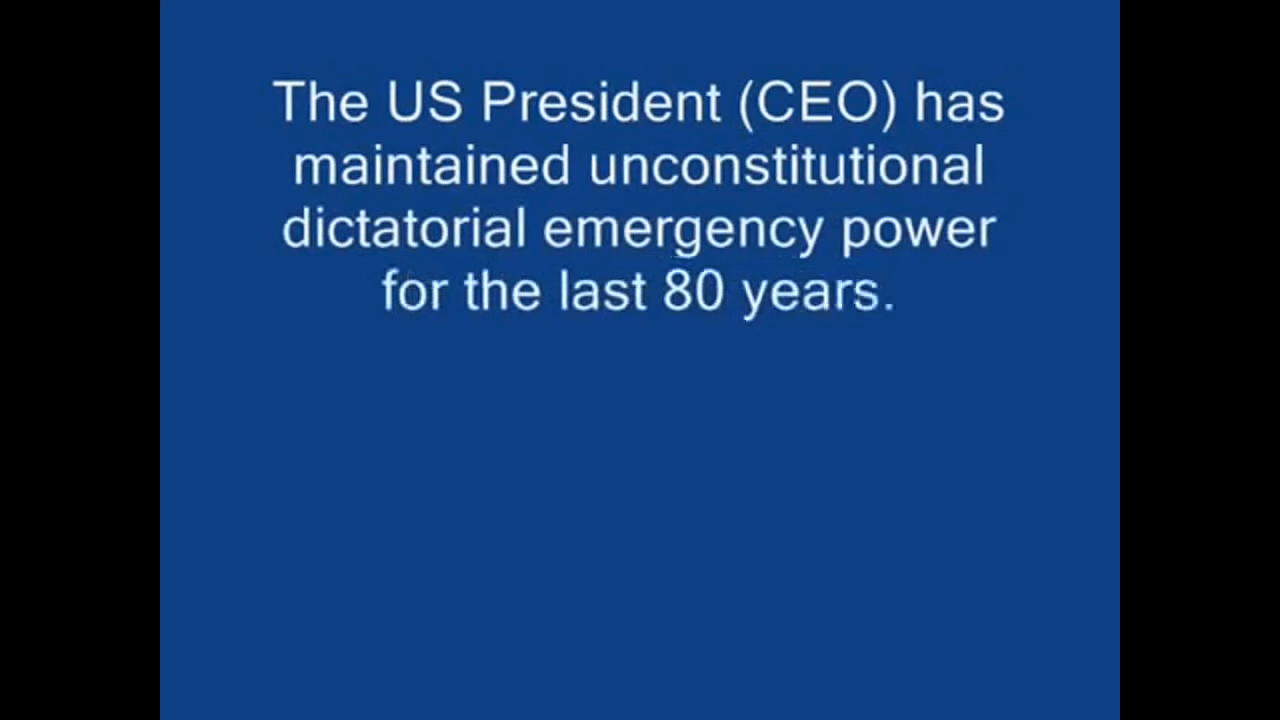 The US President (CEO) has
maintained unconstitutional
dictatorial emergency power
for the last 80 years.